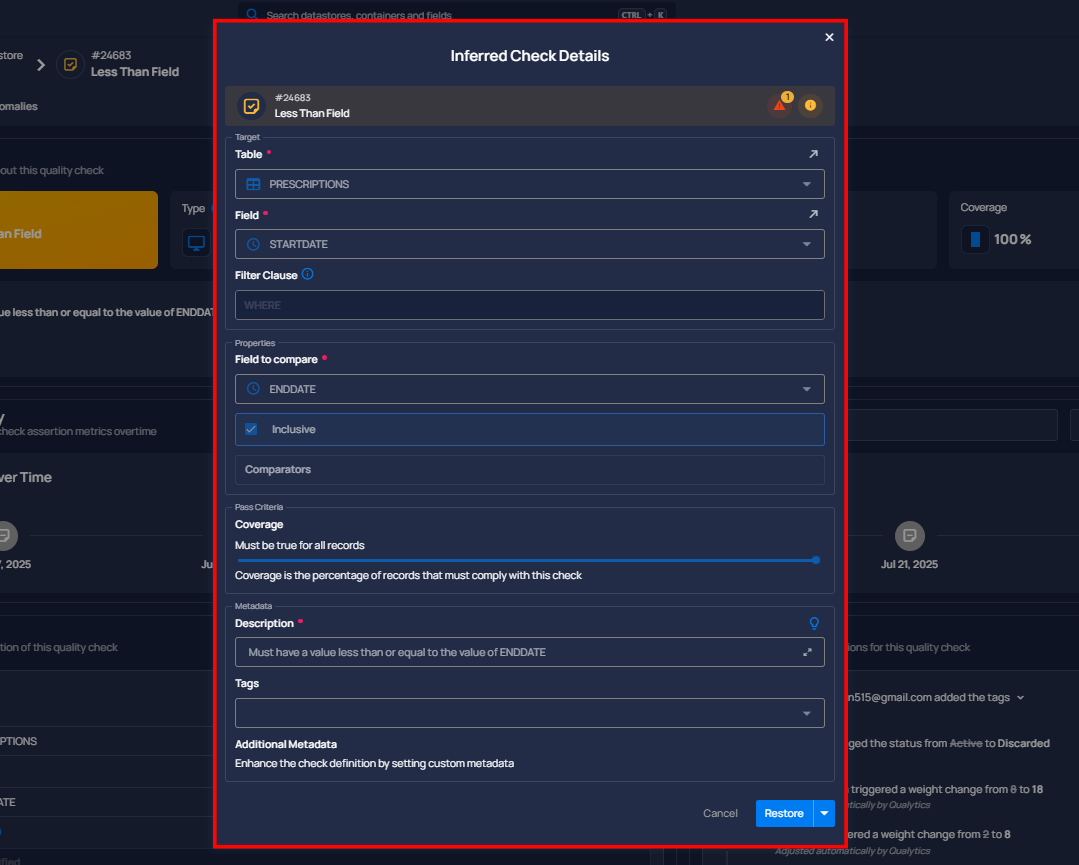 Search datastores, containers and fields
CTRL + K
store
#24683
Less Than Field
omalies
out this quality check
an Field
Type
Coverage
100%
ue less than or equal to the value of ENDDAT
y
check assertion metrics overtime
ver Time
7, 2025
Ju
Jul 21, 2025
tion of this quality check
ions for this quality check
PTIONS
ATE
ified
n515@gmail.com added the tags
ged the status from Active to Discarded
triggered a weight change from 8 to 18
tically by Qualytics
ered a weight change from 2 to 8
Adjusted automatically by Qualytics
Inferred Check Details
#24683
Less Than Field
1
Target
Table *
PRESCRIPTIONS
Field *
STARTDATE
Filter Clause
WHERE
Properties
Field to compare *
ENDDATE
Inclusive
Comparators
Pass Criteria
Coverage
Must be true for all records
Coverage is the percentage of records that must comply with this check
Metadata
Description *
Must have a value less than or equal to the value of ENDDATE
Tags
Additional Metadata
Enhance the check definition by setting custom metadata
Cancel
Restore